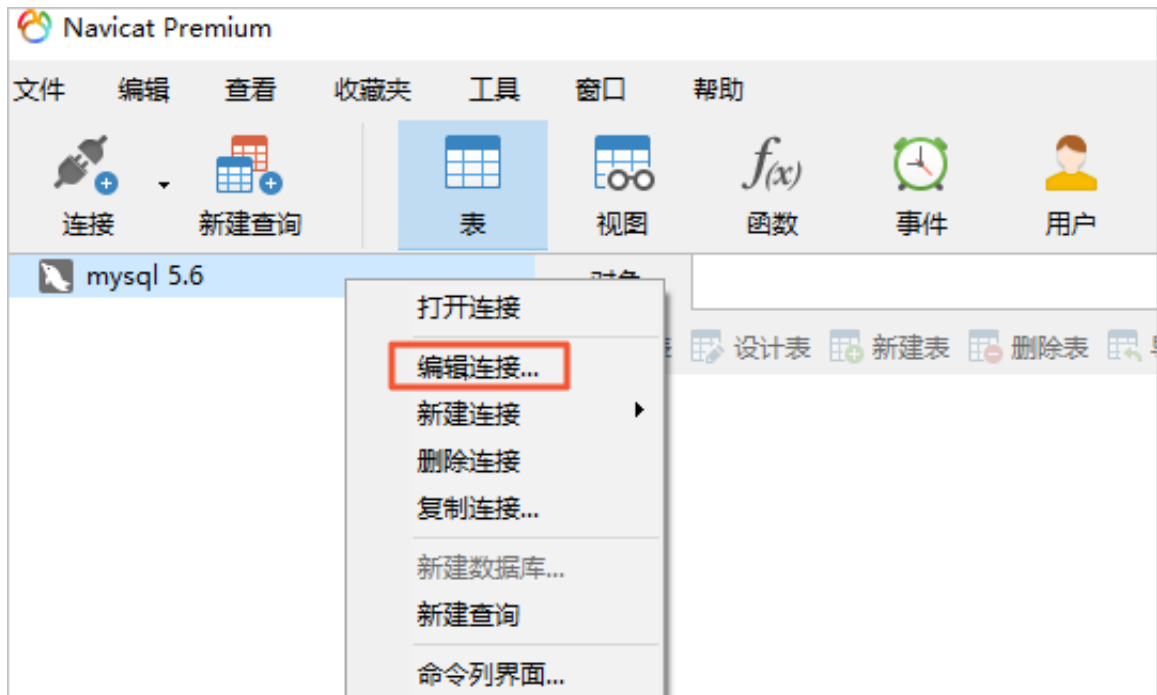 Navicat Premium
文件 编辑 查看 收藏夹 工具 窗口 帮助
连接 新建查询 表 视图 f(x) 函数 事件 用户
mysql 5.6
打开连接
设计表 新建表 删除表
编辑连接...
新建连接
删除连接
复制连接...
新建数据库...
新建查询
命令列界面...